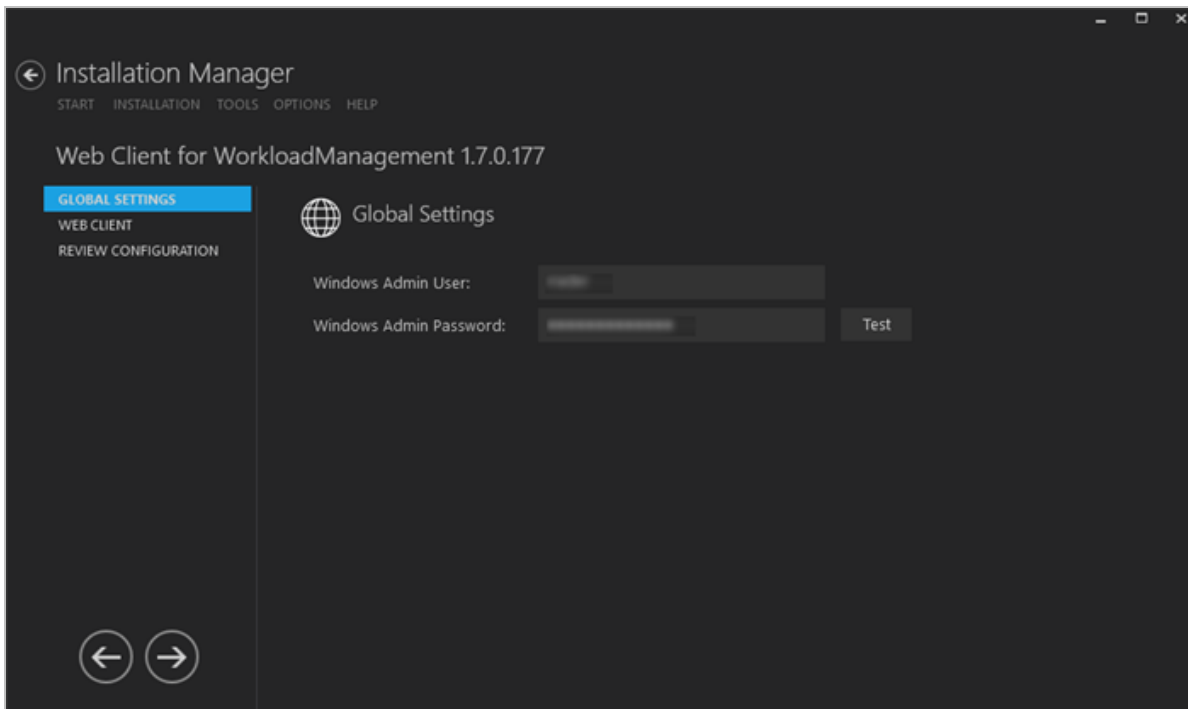 Installation Manager
START INSTALLATION TOOLS OPTIONS HELP
Web Client for WorkloadManagement 1.7.0.177
GLOBAL SETTINGS
WEB CLIENT
REVIEW CONFIGURATION
Global Settings
Windows Admin User:
Windows Admin Password:
Test